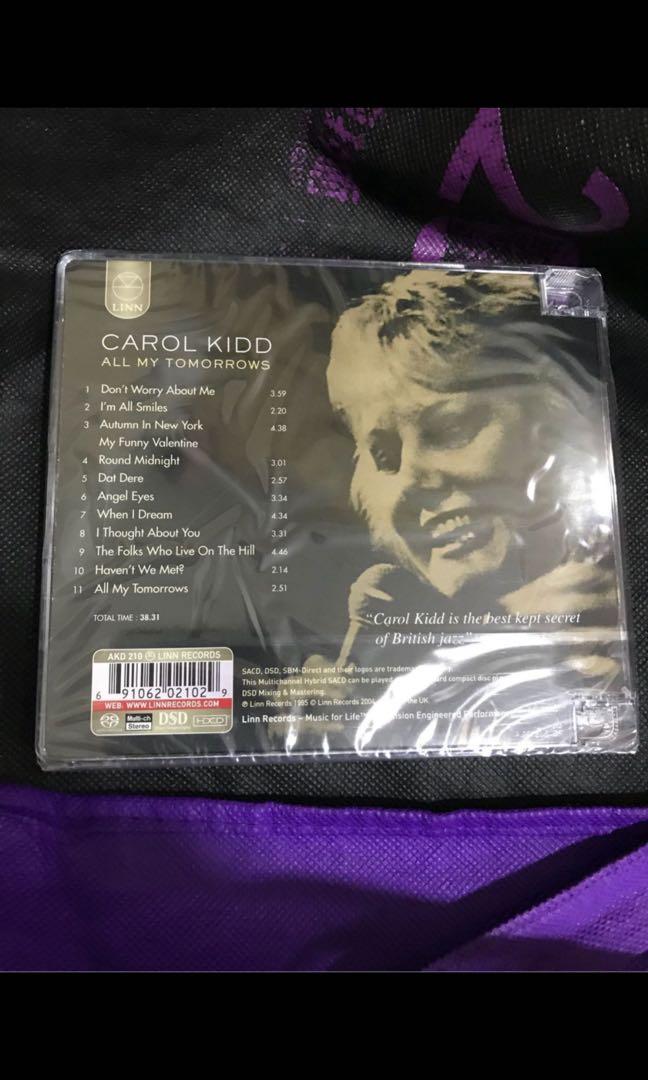 LINN
CAROL KIDD
ALL MY TOMORROWS
1 Don't Worry About Me 3.59
2 I'm All Smiles 2.20
3 Autumn In New York 4.38
My Funny Valentine
4 Round Midnight 3.01
5 Dat Dere 2.57
6 Angel Eyes 3.34
7 When I Dream 4.34
8 I Thought About You 3.31
9 The Folks Who Live On The Hill 4.46
10 Haven't We Met? 2.14
11 All My Tomorrows 2.51
TOTAL TIME : 38.31
"Carol Kidd is the best kept secret
of British jazz"
AKD 210 LINN RECORDS
6 91062 02102 9
WEB: WWW.LINNRECORDS.COM
Multi-ch
Stereo
DSD
HDCD
SACD, DSD, SBM-Direct and their logos are
This Multichannel Hybrid SACD can be played compact disc
DSD Mixing & Mastering.
℗ Linn Records 1995 © Linn Records 2004 the UK
Linn Records – Music for Life™ Engineered